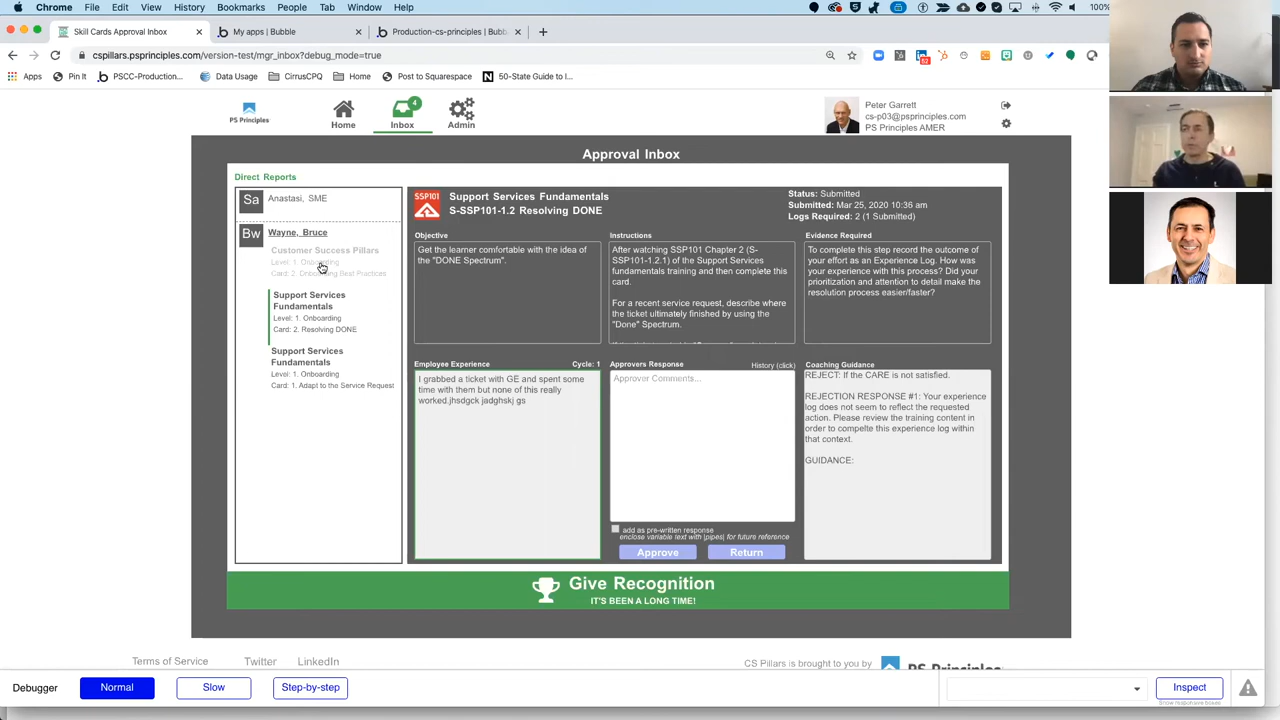 Chrome File Edit View History Bookmarks People Tab Window Help
100%
Skill Cards Approval Inbox
My apps | Bubble
Production-cs-principles | Bub
cspillars.psprinciples.com/version-test/mgr_inbox?debug_mode=true
Apps
Pin It
PSCC-Production...
Data Usage
CirrusCPQ
Home
Post to Squarespace
50-State Guide to I...
PS Principles
Home
4
Inbox
Admin
Peter Garrett
cs-p03@psprinciples.com
PS Principles AMER
Approval Inbox
Direct Reports
Sa
Anastasi, SME
Bw
Wayne, Bruce
Customer Success Pillars
Level: 1. Onboarding
Card: 2. Onboarding Best Practices
Support Services
Fundamentals
Level: 1. Onboarding
Card: 2. Resolving DONE
Support Services
Fundamentals
Level: 1. Onboarding
Card: 1. Adapt to the Service Request
SSP101
Support Services Fundamentals
S-SSP101-1.2 Resolving DONE
Status: Submitted
Submitted: Mar 25, 2020 10:36 am
Logs Required: 2 (1 Submitted)
Objective
Get the learner comfortable with the idea of
the "DONE Spectrum".
Instructions
After watching SSP101 Chapter 2 (S-
SSP101-1.2.1) of the Support Services
fundamentals training and then complete this
card.
For a recent service request, describe where
the ticket ultimately finished by using the
"Done" Spectrum.
Evidence Required
To complete this step record the outcome of
your effort as an Experience Log. How was
your experience with this process? Did your
prioritization and attention to detail make the
resolution process easier/faster?
Employee Experience
Cycle: 1
I grabbed a ticket with GE and spent some
time with them but none of this really
worked.jhsdgck jadghskj gs
Approvers Response
History (click)
Approver Comments...
add as pre-written response
enclose variable text with |pipes| for future reference
Approve
Return
Coaching Guidance
REJECT: If the CARE is not satisfied.
REJECTION RESPONSE #1: Your experience
log does not seem to reflect the requested
action. Please review the training content in
order to compelte this experience log within
that context.
GUIDANCE:
Give Recognition
IT'S BEEN A LONG TIME!
Terms of Service
Twitter
LinkedIn
CS Pillars is brought to you by
PS Principles
Debugger
Normal
Slow
Step-by-step
Inspect